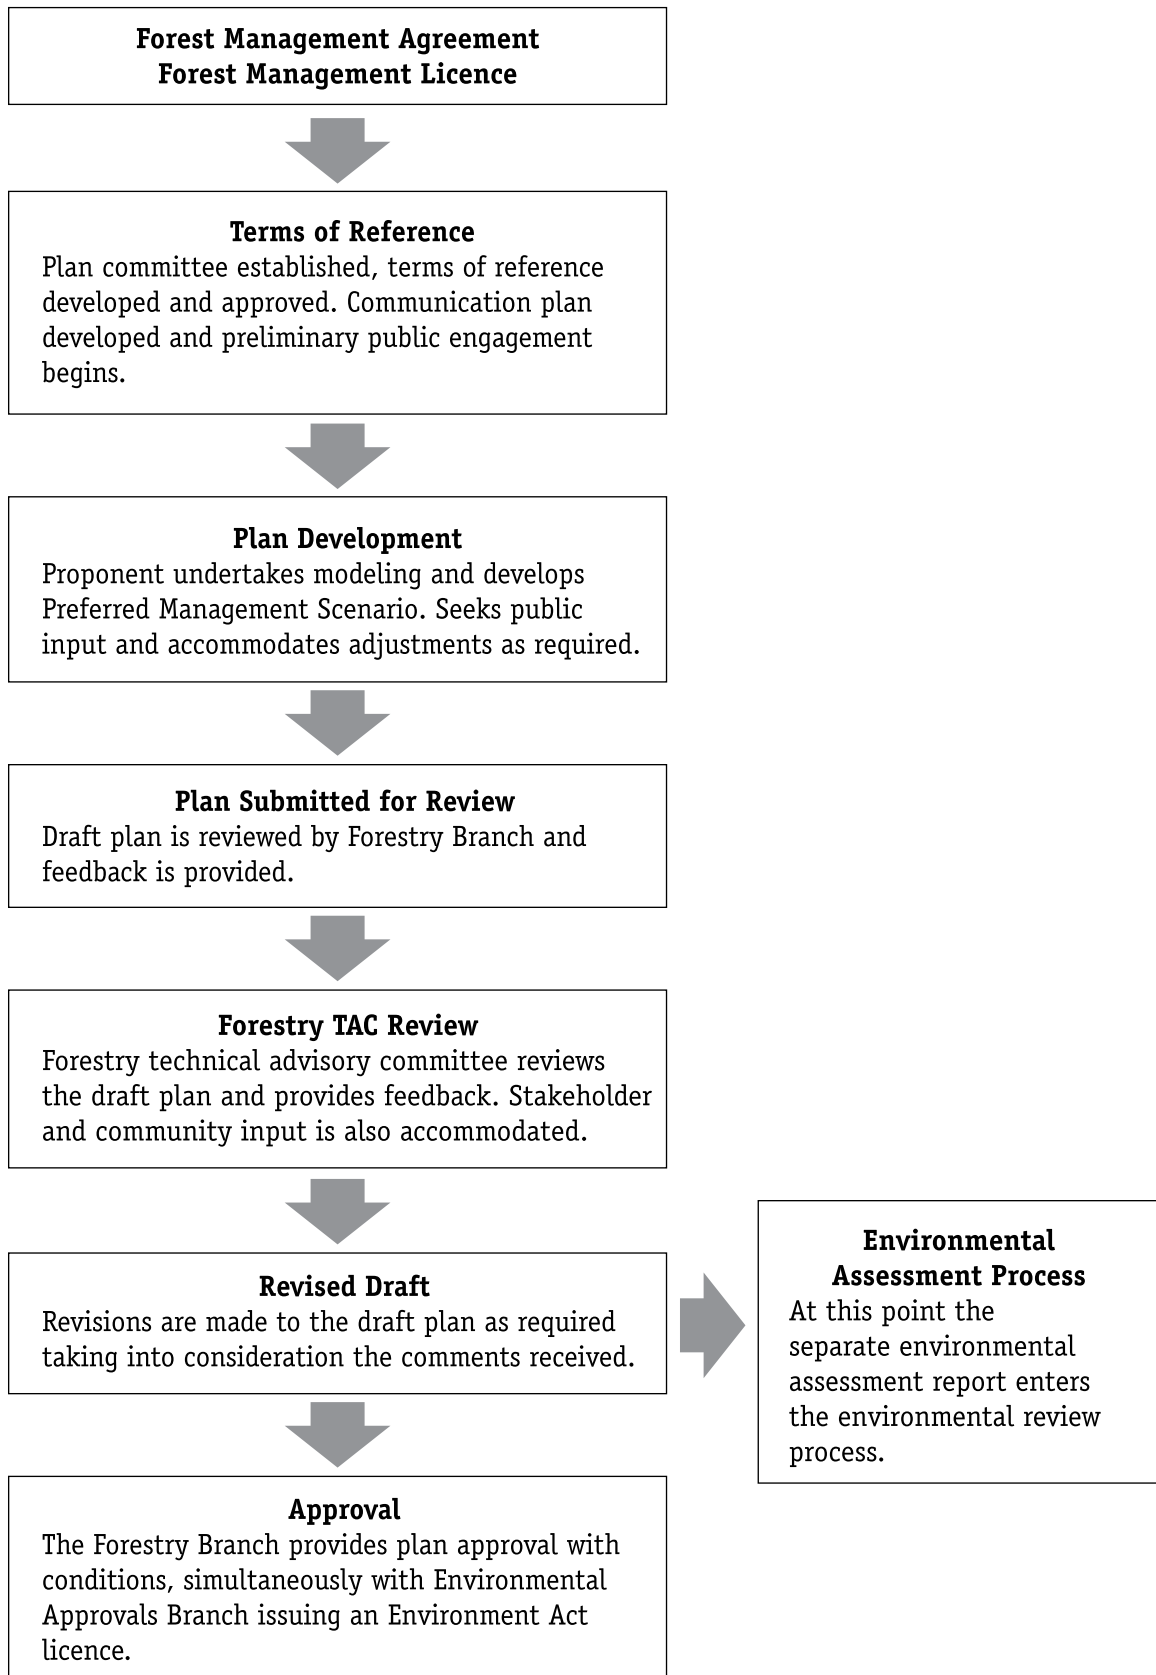 Forest Management Agreement
Forest Management Licence
Terms of Reference
Plan committee established, terms of reference
developed and approved. Communication plan
developed and preliminary public engagement
begins.
Plan Development
Proponent undertakes modeling and develops
Preferred Management Scenario. Seeks public
input and accommodates adjustments as required.
Plan Submitted for Review
Draft plan is reviewed by Forestry Branch and
feedback is provided.
Forestry TAC Review
Forestry technical advisory committee reviews
the draft plan and provides feedback. Stakeholder
and community input is also accommodated.
Revised Draft
Revisions are made to the draft plan as required
taking into consideration the comments received.
Environmental
Assessment Process
At this point the
separate environmental
assessment report enters
the environmental review
process.
Approval
The Forestry Branch provides plan approval with
conditions, simultaneously with Environmental
Approvals Branch issuing an Environment Act
licence.